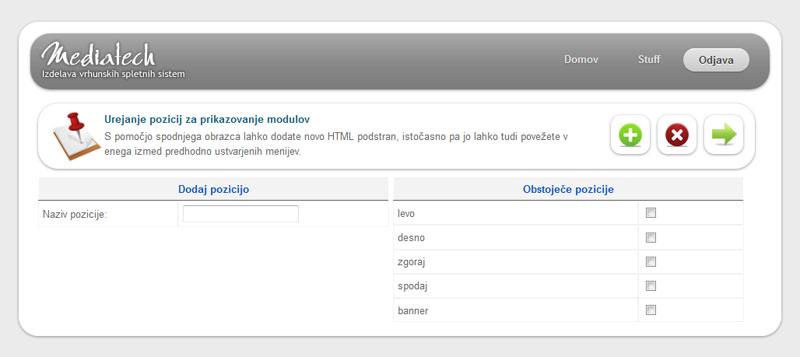 Mediatech
Izdelava vrhunskih spletnih sistem
Domov
Stuff
Odjava
Urejanje pozicij za prikazovanje modulov
S pomočjo spodnjega obrazca lahko dodate novo HTML podstran, istočasno pa jo lahko tudi povežete v
enega izmed predhodno ustvarjenih menijev.
Dodaj pozicijo
Naziv pozicije:
Obstoječe pozicije
levo
desno
zgoraj
spodaj
banner